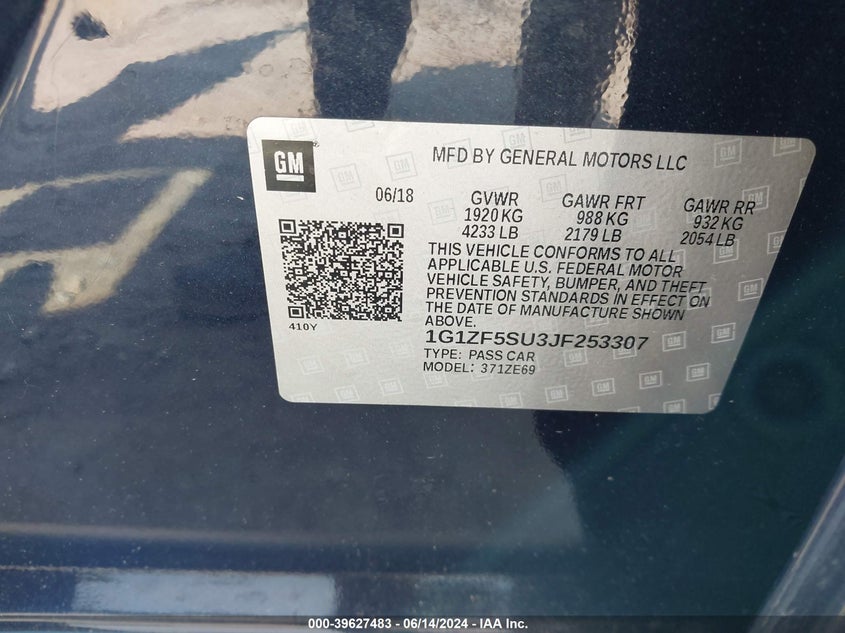 GM
®
MFD BY GENERAL MOTORS LLC
06/18
GVWR
1920 KG
4233 LB
GAWR FRT
988 KG
2179 LB
GAWR RR
932 KG
2054 LB
THIS VEHICLE CONFORMS TO ALL
APPLICABLE U.S. FEDERAL MOTOR
VEHICLE SAFETY, BUMPER, AND THEFT
PREVENTION STANDARDS IN EFFECT ON
THE DATE OF MANUFACTURE SHOWN
ABOVE.
410Y
1G1ZF5SU3JF253307
TYPE: PASS CAR
MODEL: 371ZE69
000-39627483 - 06/14/2024 - IAA Inc.